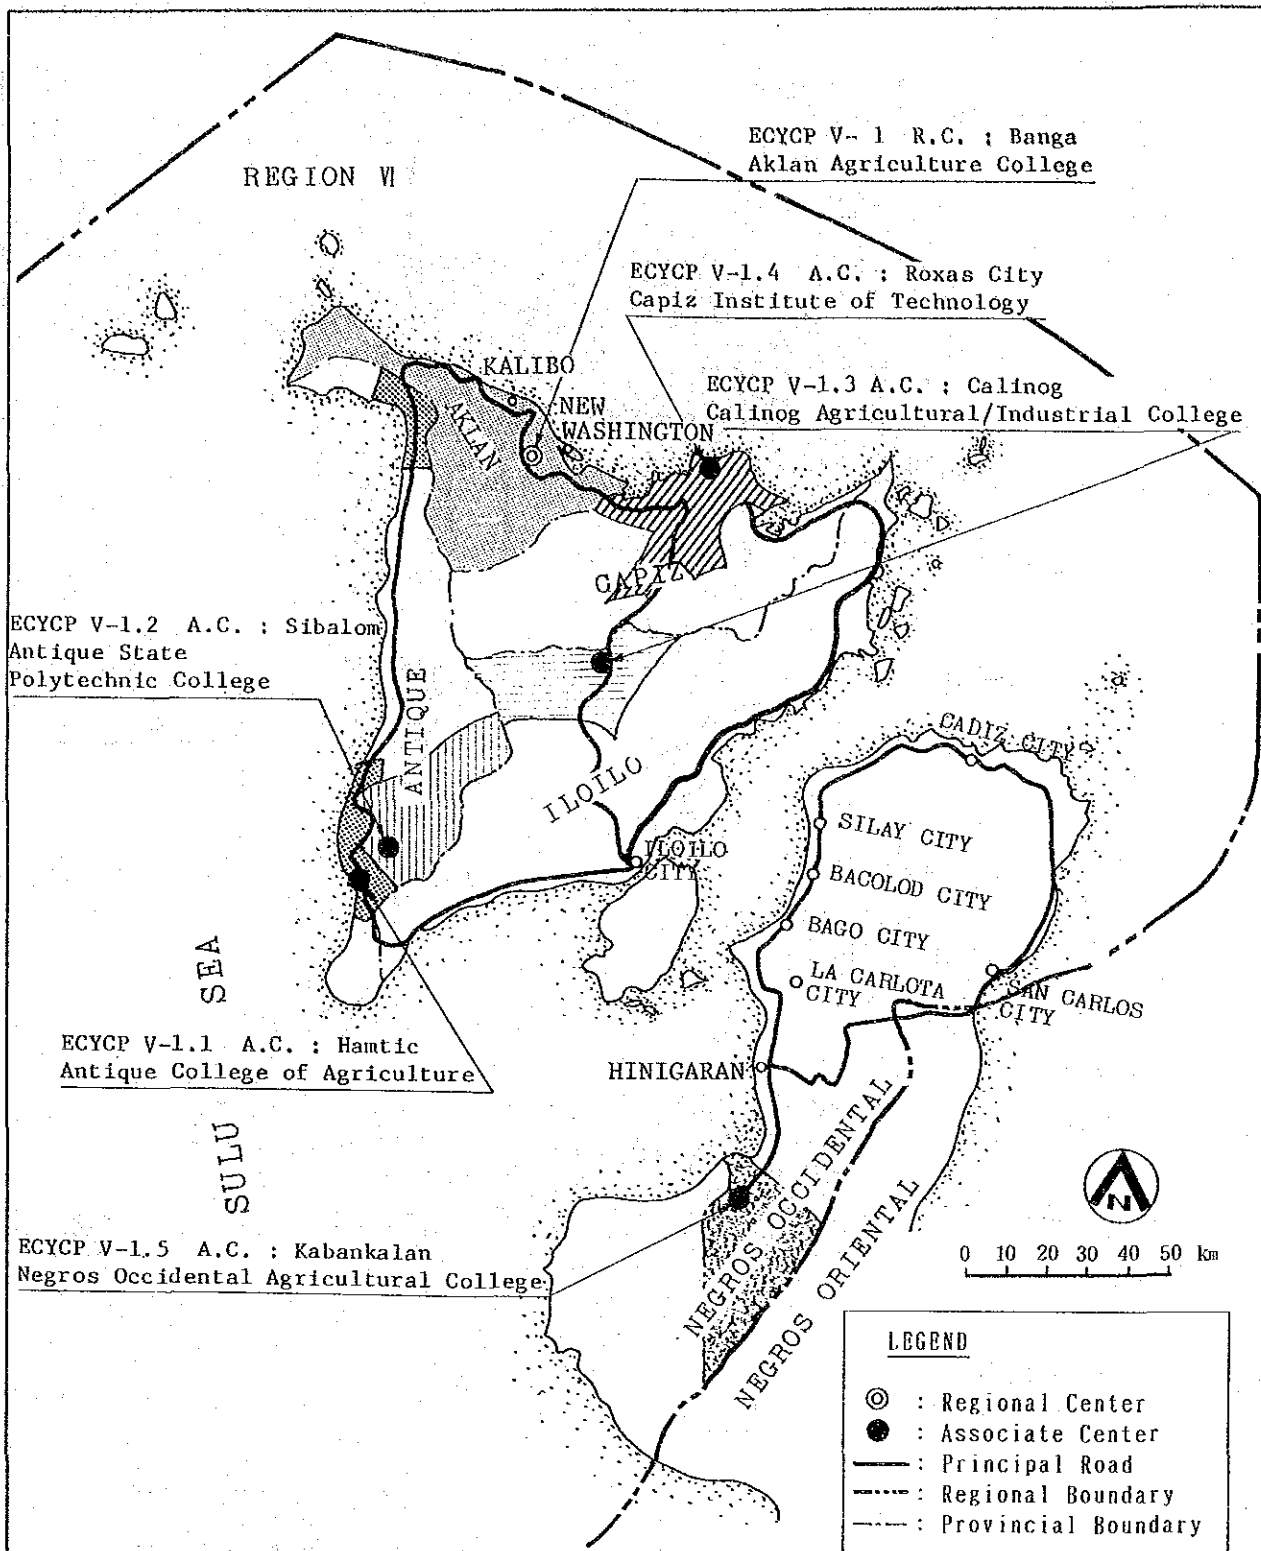 REGION VI
ECYCP V-1 R.C. : Banga
Aklan Agriculture College
ECYCP V-1.4 A.C. : Roxas City
Capiz Institute of Technology
ECYCP V-1.3 A.C. : Calinog
Calinog Agricultural/Industrial College
KALIBO
NEW
WASHINGTON
AKLAN
CAPIZ
ECYCP V-1.2 A.C. : Sibalom
Antique State
Polytechnic College
ANTIQUE
ILOILO
ILOILO
CITY
CADIZ CITY
SILAY CITY
BACOLOD CITY
BAGO CITY
LA CARLOTA
CITY
SAN CARLOS
CITY
SULU SEA
ECYCP V-1.1 A.C. : Hamtic
Antique College of Agriculture
HINIGARAN
NEGROS OCCIDENTAL
NEGROS ORIENTAL
ECYCP V-1.5 A.C. : Kabankalan
Negros Occidental Agricultural College
N
0 10 20 30 40 50 km
LEGEND
: Regional Center
: Associate Center
: Principal Road
: Regional Boundary
: Provincial Boundary